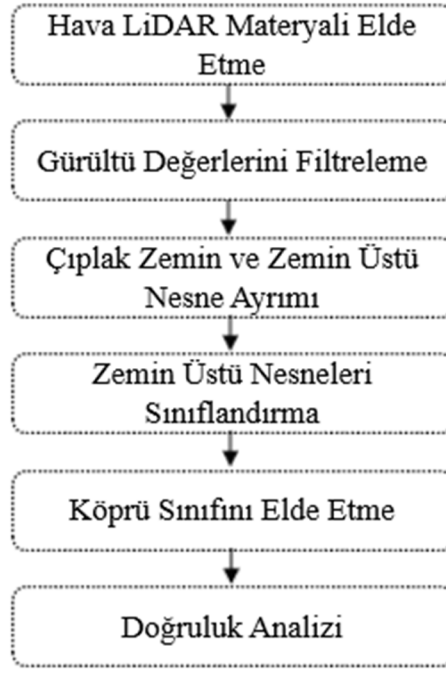 Hava LiDAR Materyali Elde
Etme
Gürültü Değerlerini Filtreleme
Çıplak Zemin ve Zemin Üstü
Nesne Ayrımı
Zemin Üstü Nesneleri
Sınıflandırma
Köprü Sınıfını Elde Etme
Doğruluk Analizi